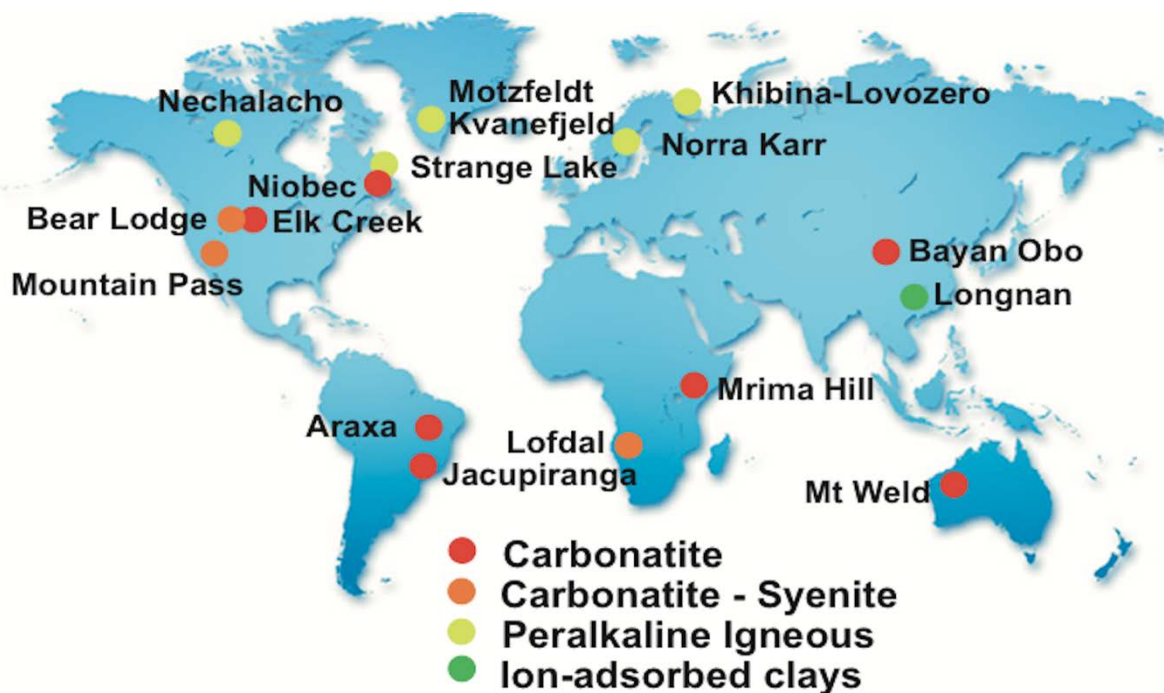 Nechalacho
Motzfeldt
Kvanefjeld
Khibina-Lovozero
Norra Karr
Strange Lake
Niobec
Bear Lodge
Elk Creek
Mountain Pass
Bayan Obo
Longnan
Mrima Hill
Araxa
Lofdal
Jacupiranga
Mt Weld
Carbonatite
Carbonatite - Syenite
Peralkaline Igneous
Ion-adsorbed clays